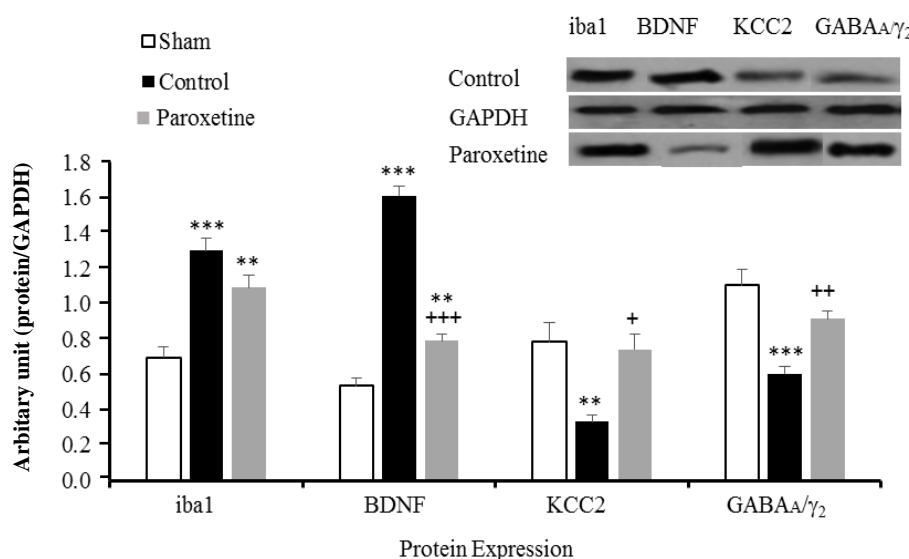 iba1 BDNF KCC2 GABAA/γ2
Control
GAPDH
Paroxetine
Sham
Control
Paroxetine
Arbitary unit (protein/GAPDH)
1.8
1.6
1.4
1.2
1.0
0.8
0.6
0.4
0.2
0.0
***
**
***
**
+++
**
+
***
++
iba1 BDNF KCC2 GABAA/γ2
Protein Expression